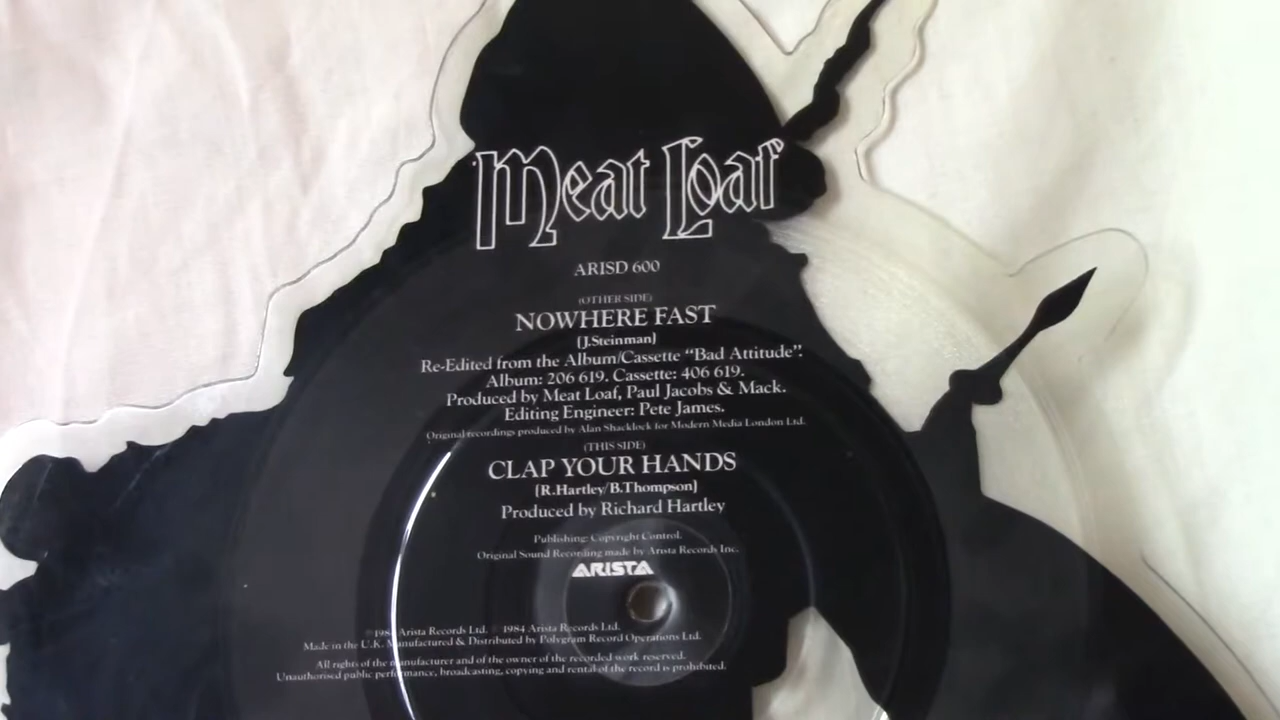 Meat Loaf
ARISD 600
(OTHER SIDE)
NOWHERE FAST
(J.Steinman)
Re-Edited from the Album/Cassette “Bad Attitude”.
Album: 206 619. Cassette: 406 619.
Produced by Meat Loaf, Paul Jacobs & Mack.
Editing Engineer: Pete James.
Original recordings produced by Alan Shacklock for Modern Media London Ltd.
(THIS SIDE)
CLAP YOUR HANDS
(R.Hartley/B.Thompson)
Produced by Richard Hartley
Publishing: Copyright Control.
Original Sound Recording made by Arista Records Inc.
ARISTA
1984 Arista Records Ltd. 1984 Arista Records Ltd.
Made in the U.K. Manufactured & Distributed by Polygram Record Operations Ltd.
All rights of the manufacturer and of the owner of the recorded work reserved.
Unauthorised public performance, broadcasting, copying and rental of the record is prohibited.